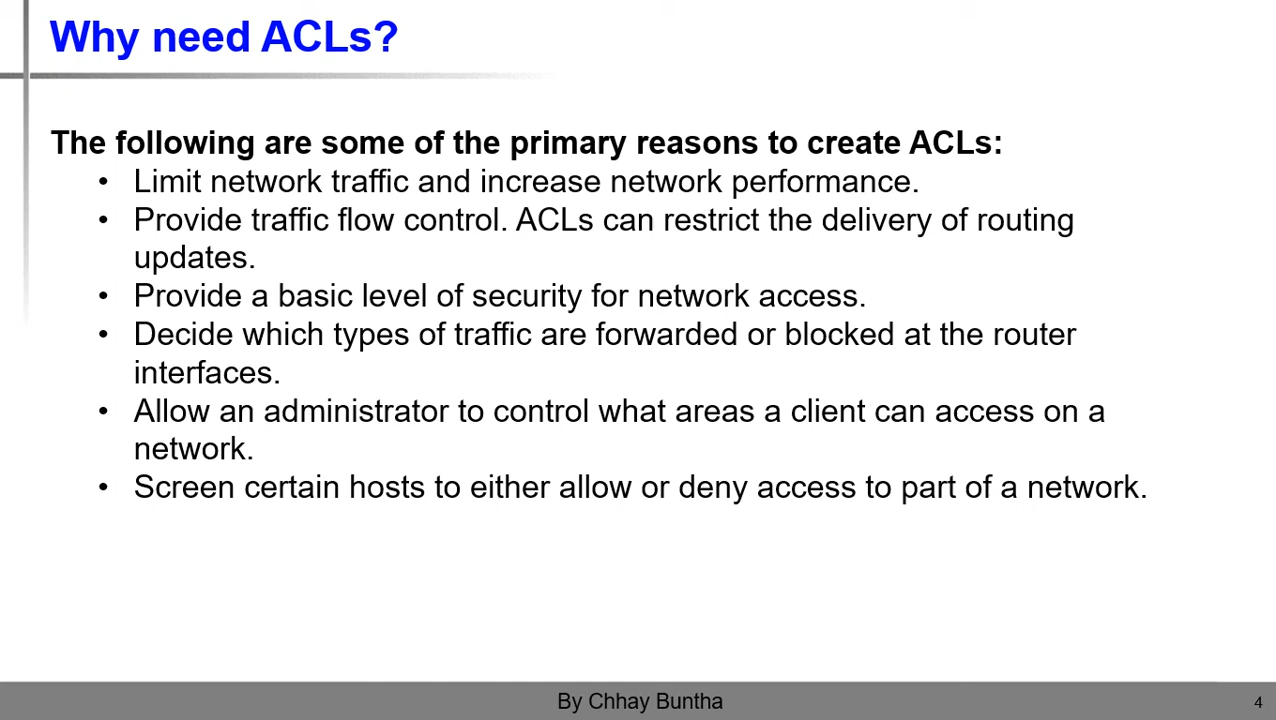 Why need ACLs?
The following are some of the primary reasons to create ACLs:
• Limit network traffic and increase network performance.
• Provide traffic flow control. ACLs can restrict the delivery of routing
updates.
• Provide a basic level of security for network access.
• Decide which types of traffic are forwarded or blocked at the router
interfaces.
• Allow an administrator to control what areas a client can access on a
network.
• Screen certain hosts to either allow or deny access to part of a network.
By Chhay Buntha
4